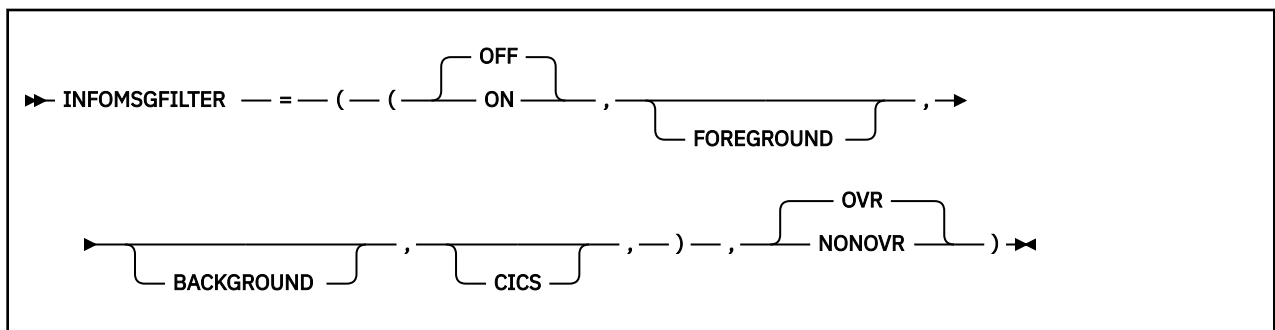 OFF
INFOMSGFILTER = ( ( ON , ,
FOREGROUND
OVR
, , ) , NONOVR )
BACKGROUND CICS